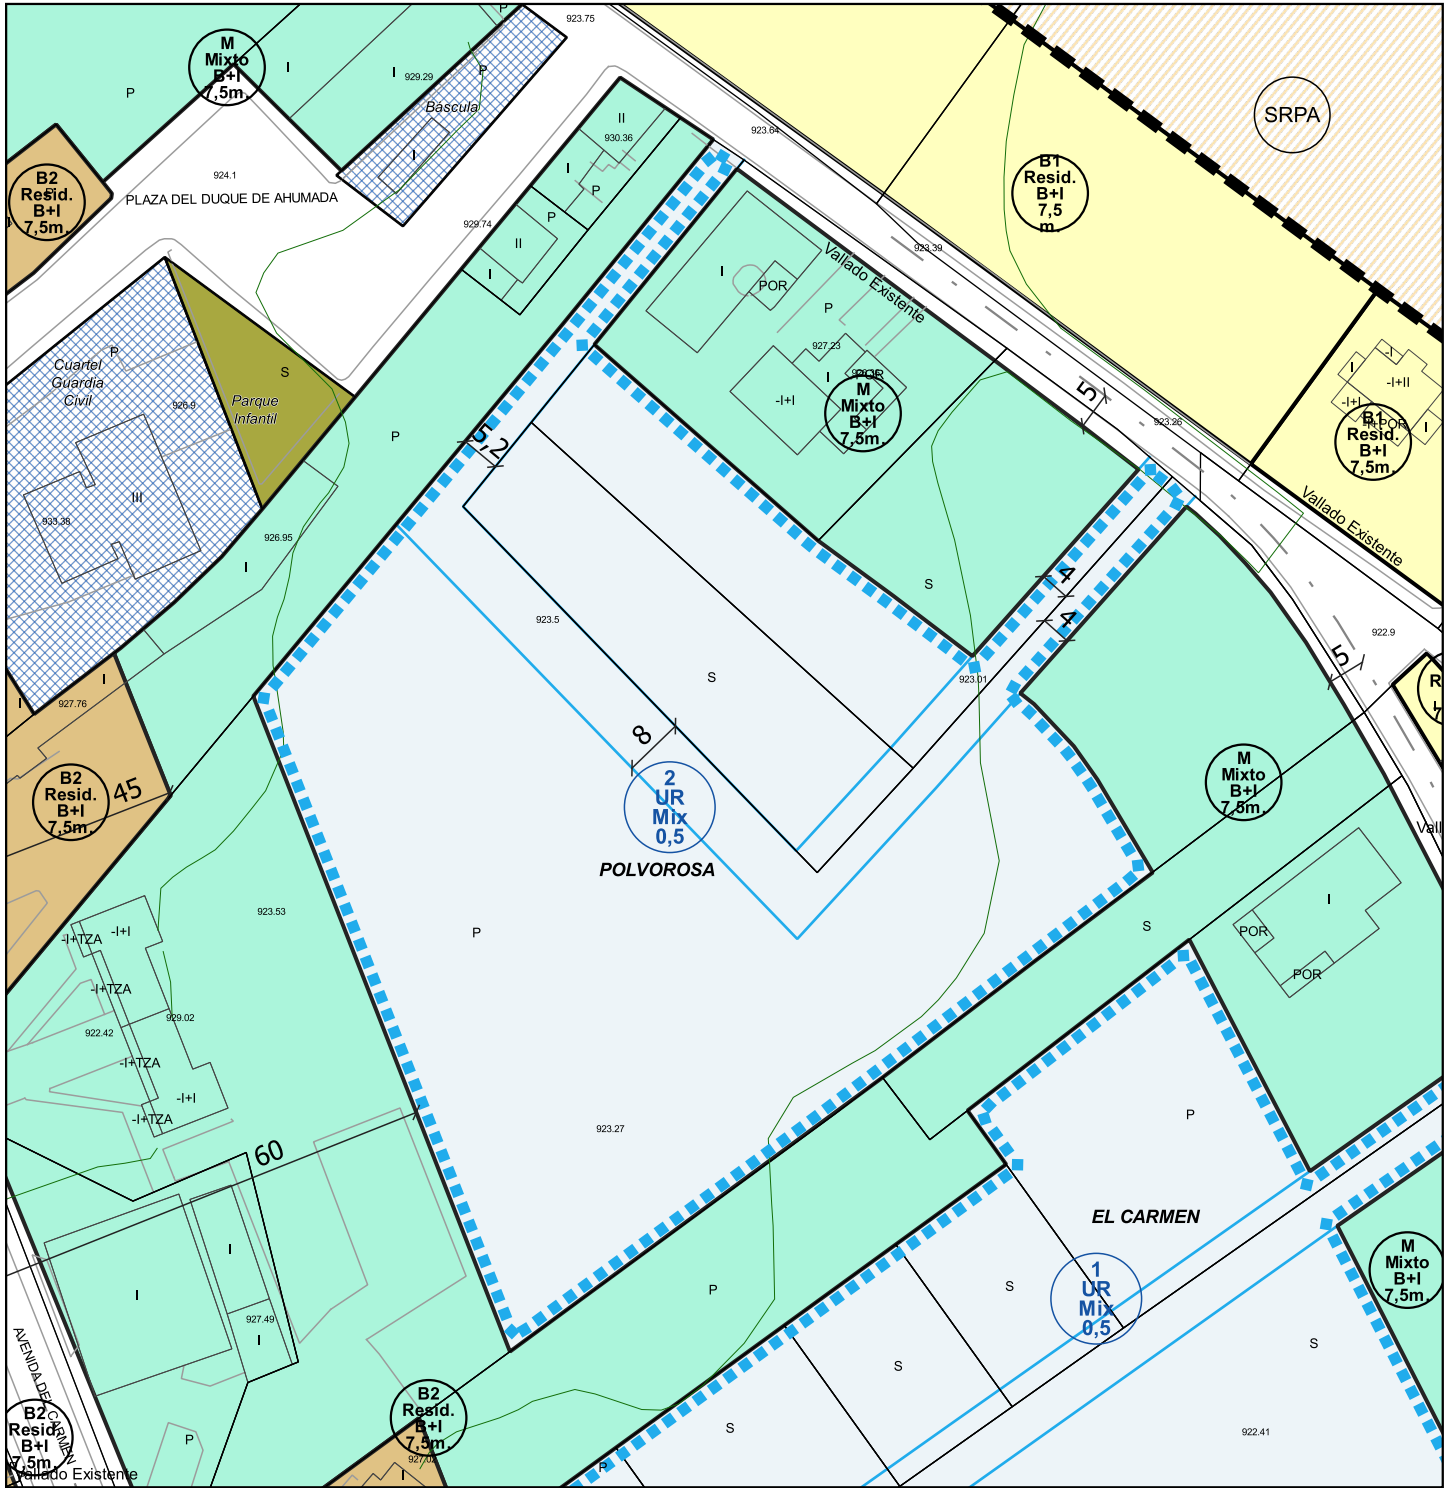 P
923.75
M
Mixto
B+I
7,5m.
I
I
929.29
P
P
Báscula
I
II
930.36
I
P
P
923.64
SRPA
B2
Resid.
B+I
7,5m.
P
I
924.1
PLAZA DEL DUQUE DE AHUMADA
929.74
II
I
B1
Resid.
B+I
7,5
m.
923.39
Vallado Existente
I
POR
P
927.23
POR
I
-I+I
M
Mixto
B+I
7,5m.
Cuartel
Guardia
Civil
P
926.9
S
Parque
Infantil
P
5,2
5
923.26
-I
I
-I+II
-I+I
I+POR
I
B1
Resid.
B+I
7,5m.
Vallado Existente
III
933.38
926.95
I
S
4
4
923.5
S
923.01
922.9
5
I
I
927.76
8
2
UR
Mix
0,5
POLVOROSA
B2
Resid.
B+I
7,5m.
45
M
Mixto
B+I
7,5m.
Vall
R
7
923.53
P
S
I
POR
POR
-I+TZA
-I+I
-I+TZA
929.02
922.42
-I+TZA
-I+I
-I+TZA
60
923.27
P
EL CARMEN
I
I
927.49
I
P
S
1
UR
Mix
0,5
M
Mixto
B+I
7,5m.
S
S
AVENIDA DEL CARMEN
B2
Resid.
B+I
7,5m.
P
Vallado Existente
B2
Resid.
B+I
7,5m.
I
S
P
922.41